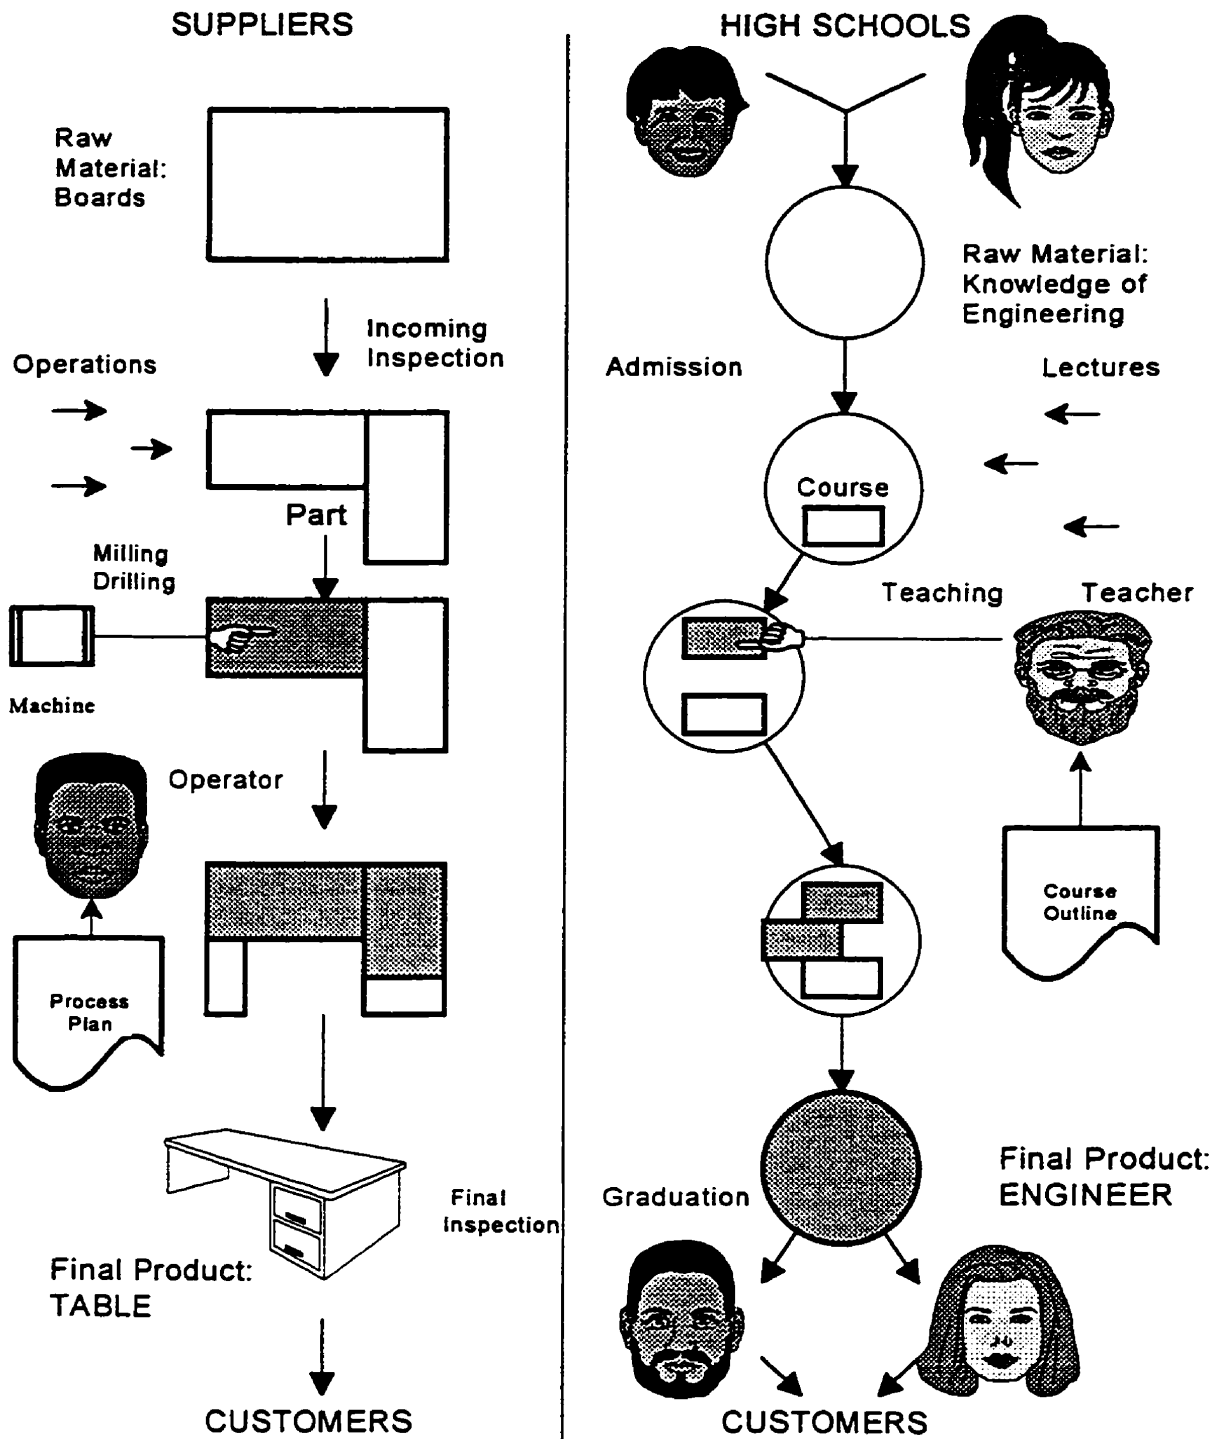 SUPPLIERS
Raw
Material:
Boards
Incoming
Inspection
Operations
Part
Milling
Drilling
Machine
Operator
Process
Plan
Final
Inspection
Final Product:
TABLE
CUSTOMERS
HIGH SCHOOLS
Raw Material:
Knowledge of
Engineering
Admission
Lectures
Course
Teaching
Teacher
Course
Outline
Final Product:
ENGINEER
Graduation
CUSTOMERS